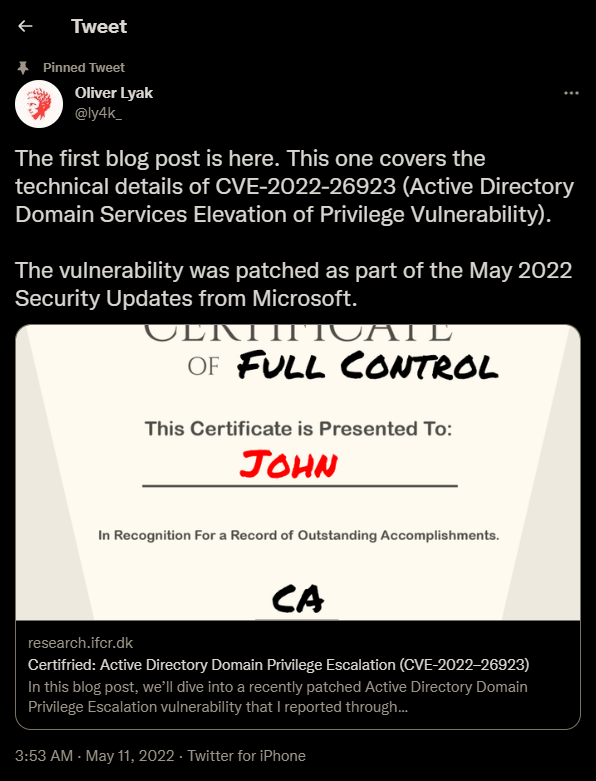 Tweet
Pinned Tweet
Oliver Lyak
@ly4k_
The first blog post is here. This one covers the
technical details of CVE-2022-26923 (Active Directory
Domain Services Elevation of Privilege Vulnerability).
The vulnerability was patched as part of the May 2022
Security Updates from Microsoft.
CERTIFICATE
OF FULL CONTROL
This Certificate is Presented To:
JOHN
In Recognition For a Record of Outstanding Accomplishments.
CA
research.ifcr.dk
Certifried: Active Directory Domain Privilege Escalation (CVE-2022–26923)
In this blog post, we'll dive into a recently patched Active Directory Domain
Privilege Escalation vulnerability that I reported through...
3:53 AM · May 11, 2022 · Twitter for iPhone